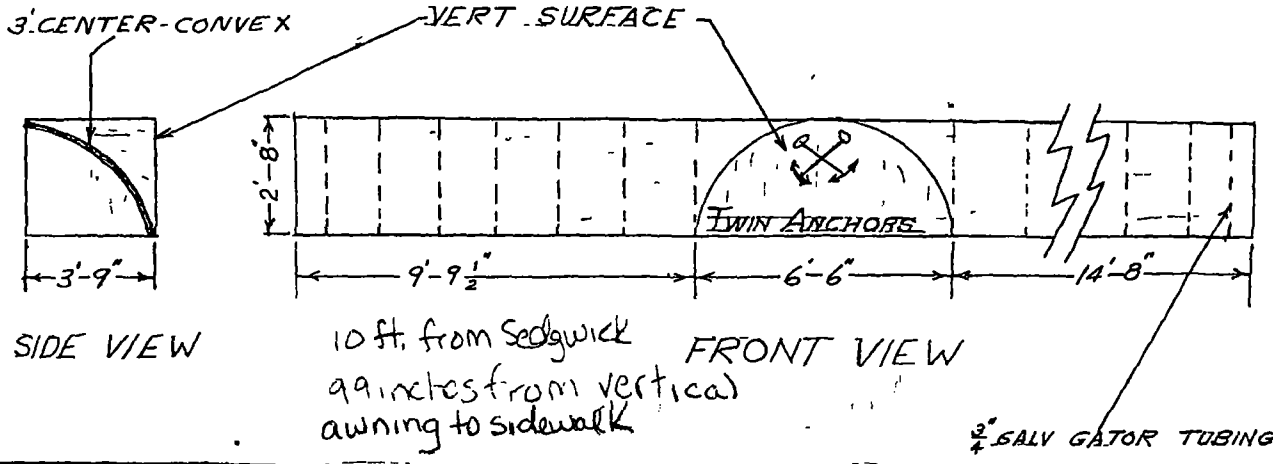 3' CENTER-CONVEX
VERT SURFACE
2'-8"
TWIN ANCHORS
3'-9"
9'-9 1/2"
6'-6"
14'-8"
SIDE VIEW
10 ft. from Sedgwick
99 inches from vertical
awning to sidewalk
FRONT VIEW
3/4" GALV GATOR TUBING